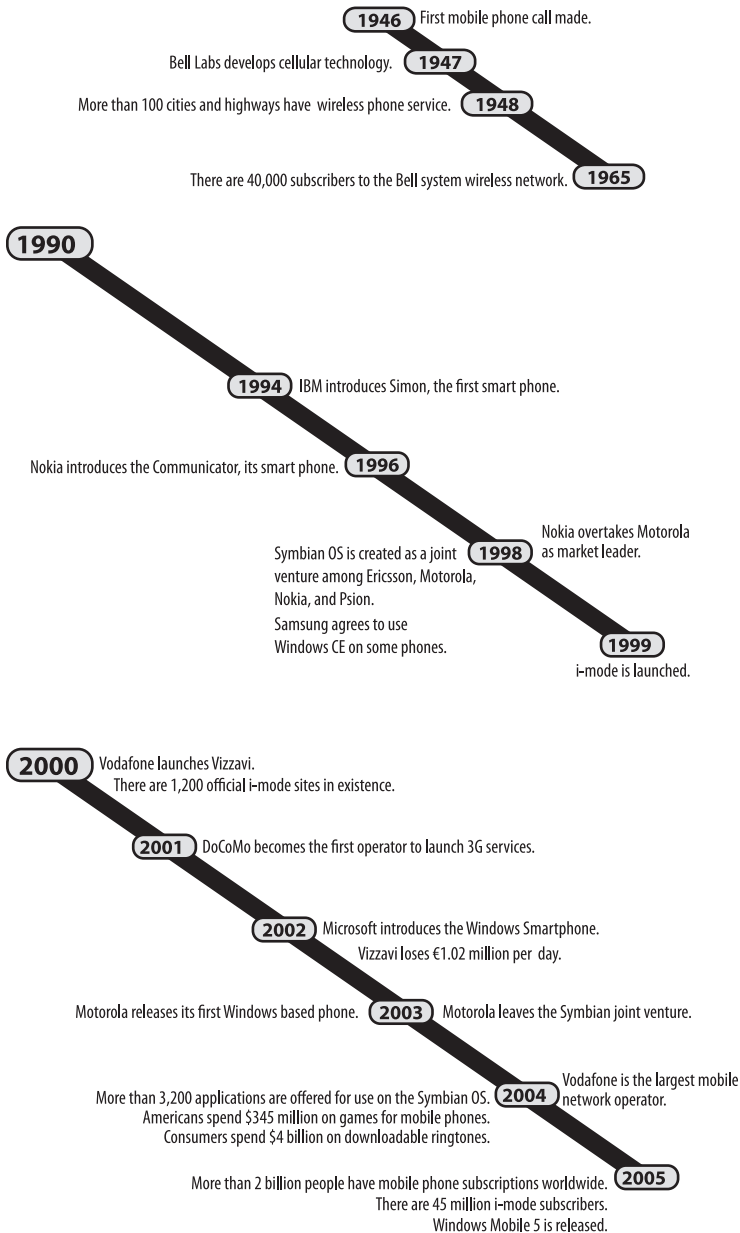 1946 First mobile phone call made.
Bell Labs develops cellular technology. 1947
More than 100 cities and highways have wireless phone service. 1948
There are 40,000 subscribers to the Bell system wireless network. 1965
1990
1994 IBM introduces Simon, the first smart phone.
Nokia introduces the Communicator, its smart phone. 1996
Symbian OS is created as a joint
venture among Ericsson, Motorola,
Nokia, and Psion.
Samsung agrees to use
Windows CE on some phones.
1998
Nokia overtakes Motorola
as market leader.
1999
i-mode is launched.
2000 Vodafone launches Vizzavi.
There are 1,200 official i-mode sites in existence.
2001 DoCoMo becomes the first operator to launch 3G services.
2002 Microsoft introduces the Windows Smartphone.
Vizzavi loses €1.02 million per day.
Motorola releases its first Windows based phone. 2003 Motorola leaves the Symbian joint venture.
More than 3,200 applications are offered for use on the Symbian OS.
Americans spend $345 million on games for mobile phones.
Consumers spend $4 billion on downloadable ringtones.
2004
Vodafone is the largest mobile
network operator.
More than 2 billion people have mobile phone subscriptions worldwide. 2005
There are 45 million i-mode subscribers.
Windows Mobile 5 is released.